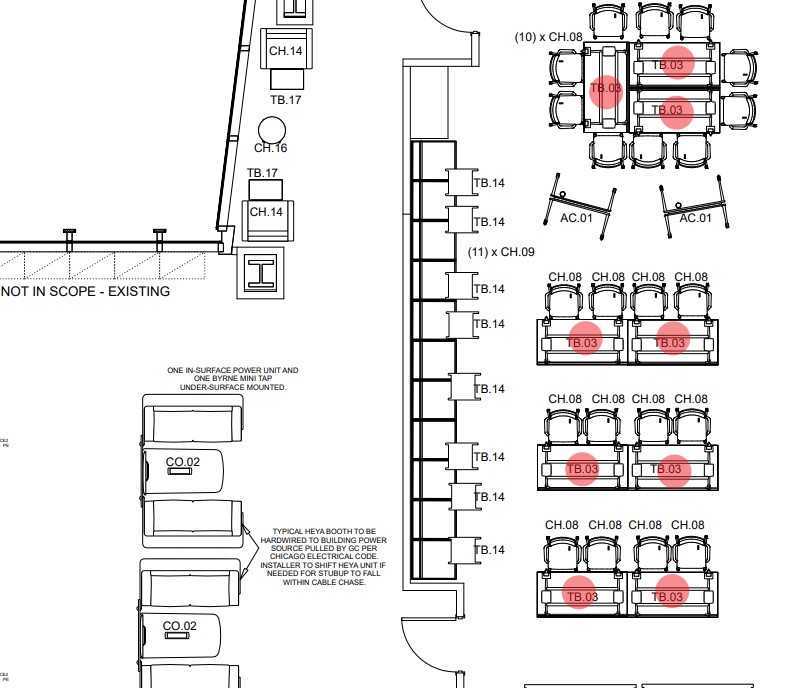 CH.14
TB.17
CH.16
TB.17
CH.14
NOT IN SCOPE - EXISTING
ONE IN-SURFACE POWER UNIT AND
ONE BYRNE MINI TAP
UNDER-SURFACE MOUNTED.
CO.02
TYPICAL HEYA BOOTH TO BE
HARDWIRED TO BUILDING POWER
SOURCE PULLED BY GC PER
CHICAGO ELECTRICAL CODE.
INSTALLER TO SHIFT HEYA UNIT IF
NEEDED FOR STUBUP TO FALL
WITHIN CABLE CHASE.
CO.02
TB.14
TB.14
(11) x CH.09
TB.14
TB.14
TB.14
TB.14
TB.14
TB.14
(10) x CH.08
TB.03
TB.03
TB.03
AC.01 AC.01
CH.08 CH.08 CH.08 CH.08
TB.03 TB.03
CH.08 CH.08 CH.08 CH.08
TB.03 TB.03
CH.08 CH.08 CH.08 CH.08
TB.03 TB.03